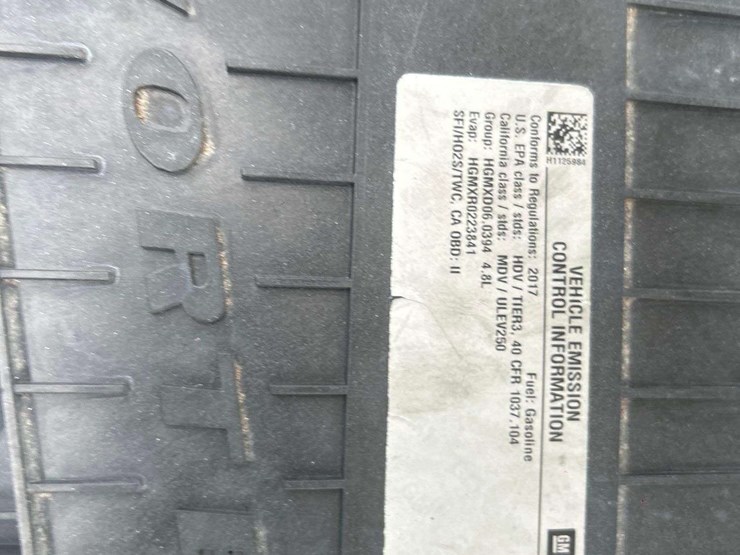 VEHICLE EMISSION
CONTROL INFORMATION
GM
H1125984
Conforms to Regulations: 2017 Fuel: Gasoline
U.S. EPA class / stds: HDV / TIER3, 40 CFR 1037.104
California class / stds: MDV / ULEV250
Group: HGMXD06.0394 4.8L
Evap: HGMXR0223841
SFI/HO2S/TWC, CA OBD: II
VORTE